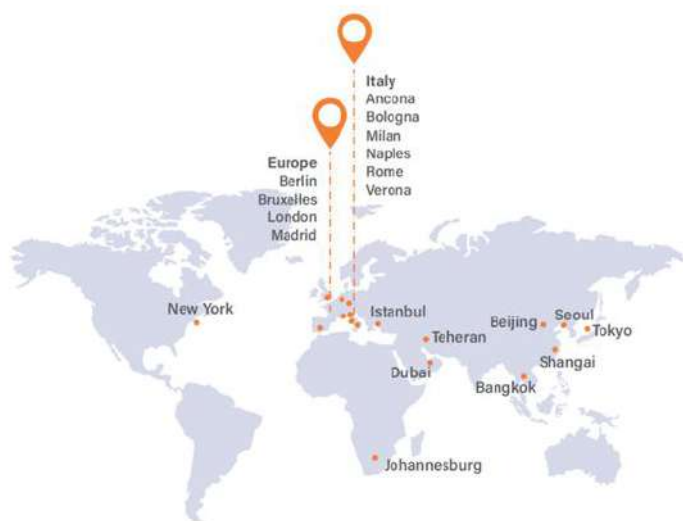 Italy
Ancona
Bologna
Milan
Naples
Rome
Verona
Europe
Berlin
Bruxelles
London
Madrid
New York
Istanbul
Teheran
Dubai
Beijing
Seoul
Tokyo
Shangai
Bangkok
Johannesburg